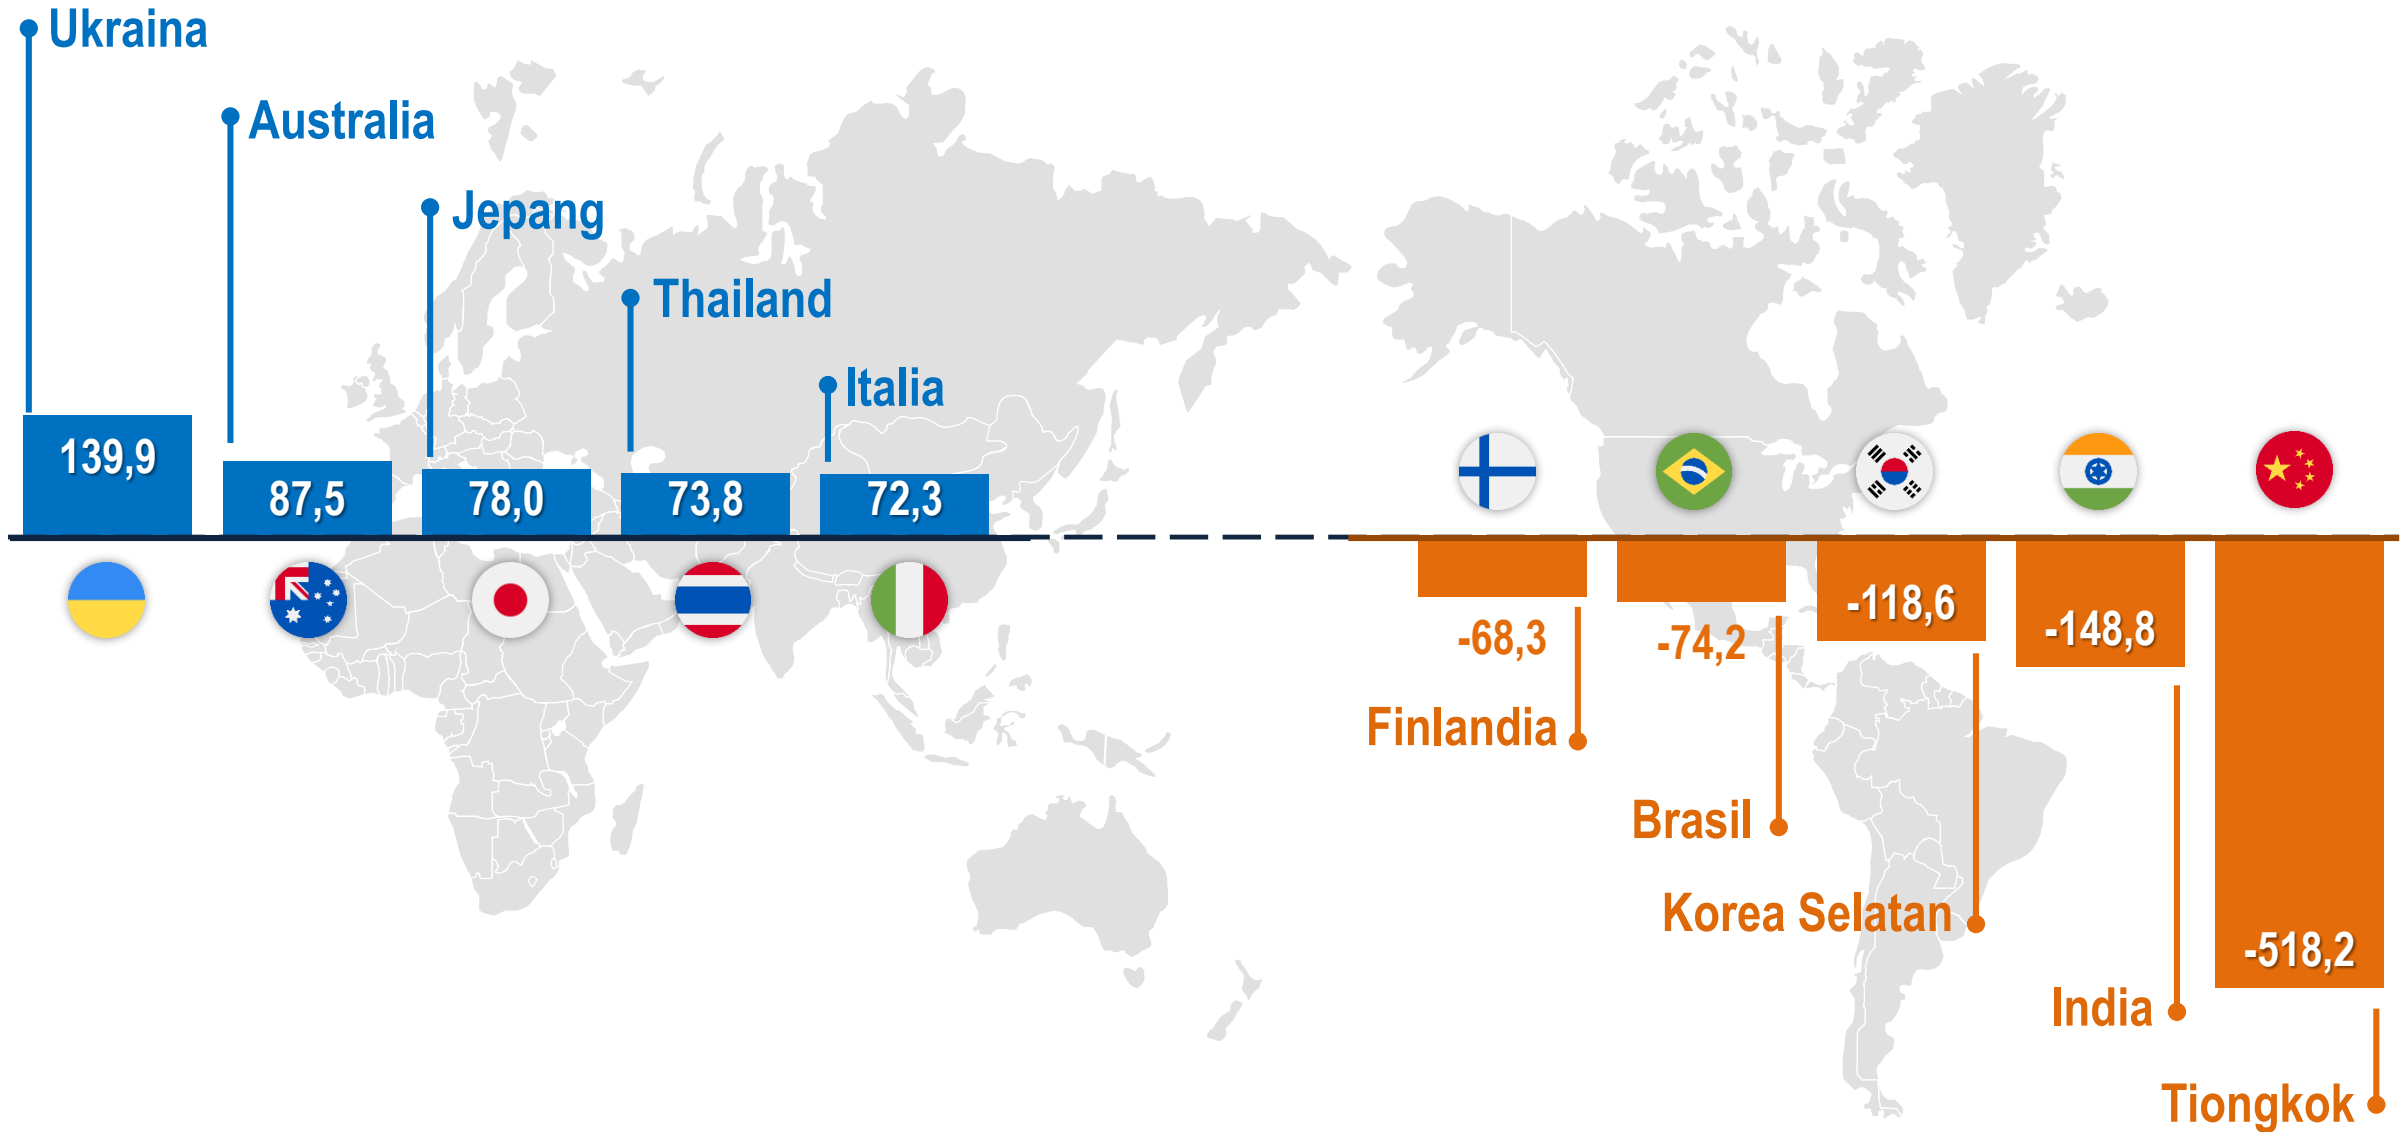 Ukraina
Australia
Jepang
Thailand
Italia
139,9
87,5
78,0
73,8
72,3
-68,3
-74,2
-118,6
-148,8
-518,2
Finlandia
Brasil
Korea Selatan
India
Tiongkok